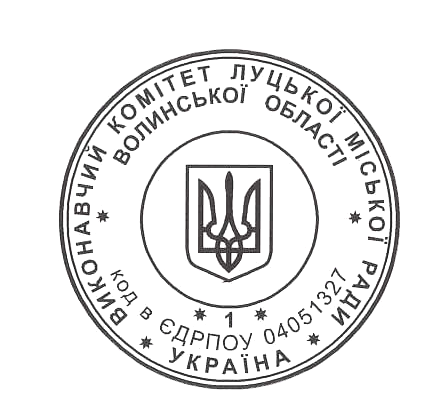 ВИКОНАВЧИЙ КОМІТЕТ ЛУЦЬКОЇ МІСЬКОЇ РАДИ
ВОЛИНСЬКОЇ ОБЛАСТІ
* 1 *
код в ЄДРПОУ 04051327
* УКРАЇНА *